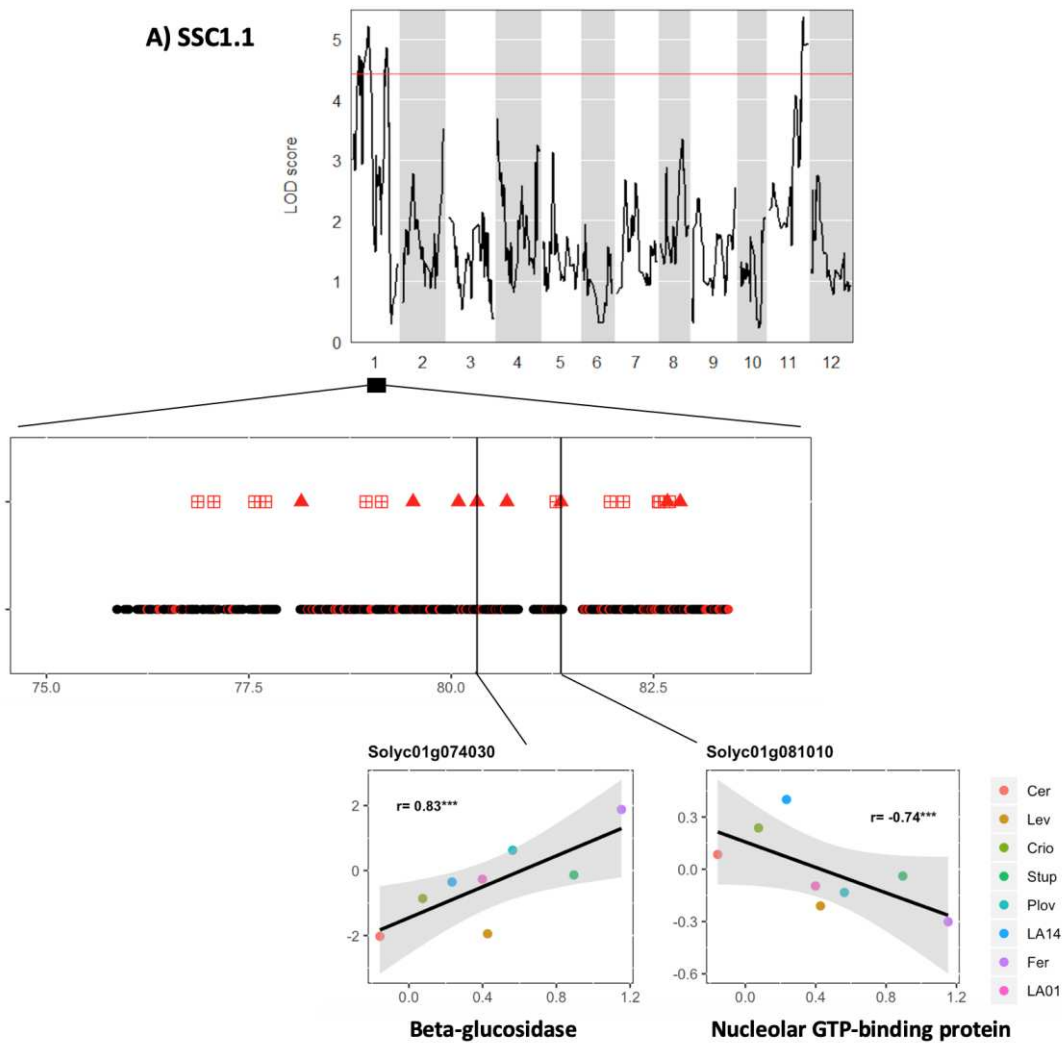 A) SSC1.1
LOD score
5
4
3
2
1
0
1 2 3 4 5 6 7 8 9 10 11 12
75.0 77.5 80.0 82.5
Solyc01g074030
r= 0.83***
2
0
-2
0.0 0.4 0.8 1.2
Beta-glucosidase
Solyc01g081010
r= -0.74***
0.3
0.0
-0.3
-0.6
0.0 0.4 0.8 1.2
Nucleolar GTP-binding protein
Cer
Lev
Crio
Stup
Plov
LA14
Fer
LA01